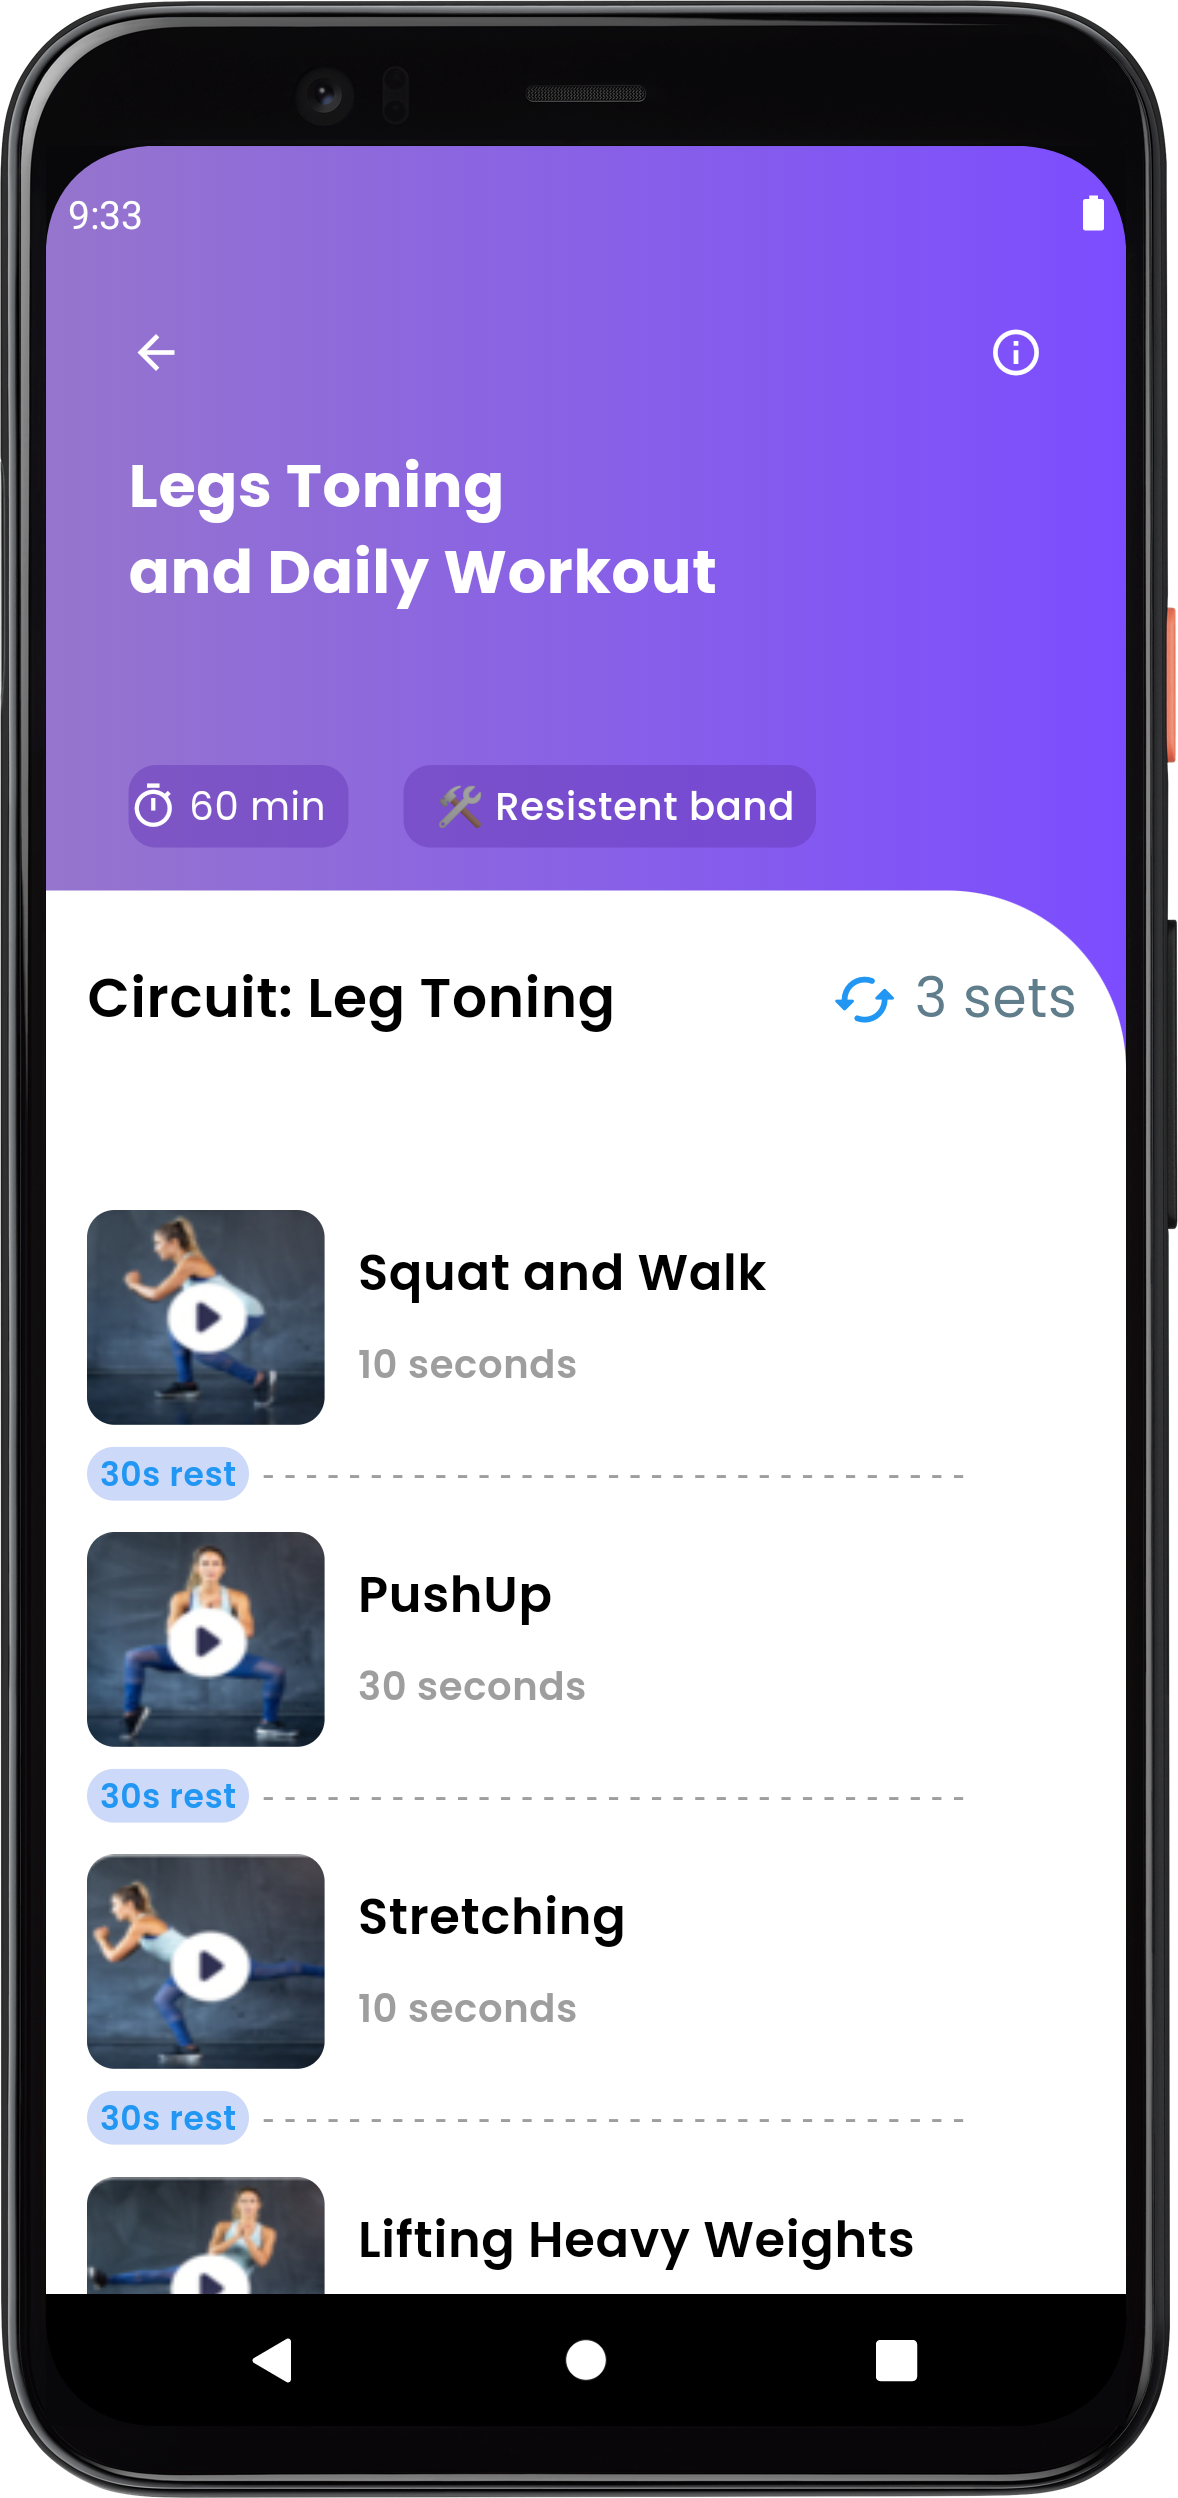 9:33
Legs Toning
and Daily Workout
60 min
Resistent band
Circuit: Leg Toning
3 sets
Squat and Walk
10 seconds
30s rest
PushUp
30 seconds
30s rest
Stretching
10 seconds
30s rest
Lifting Heavy Weights